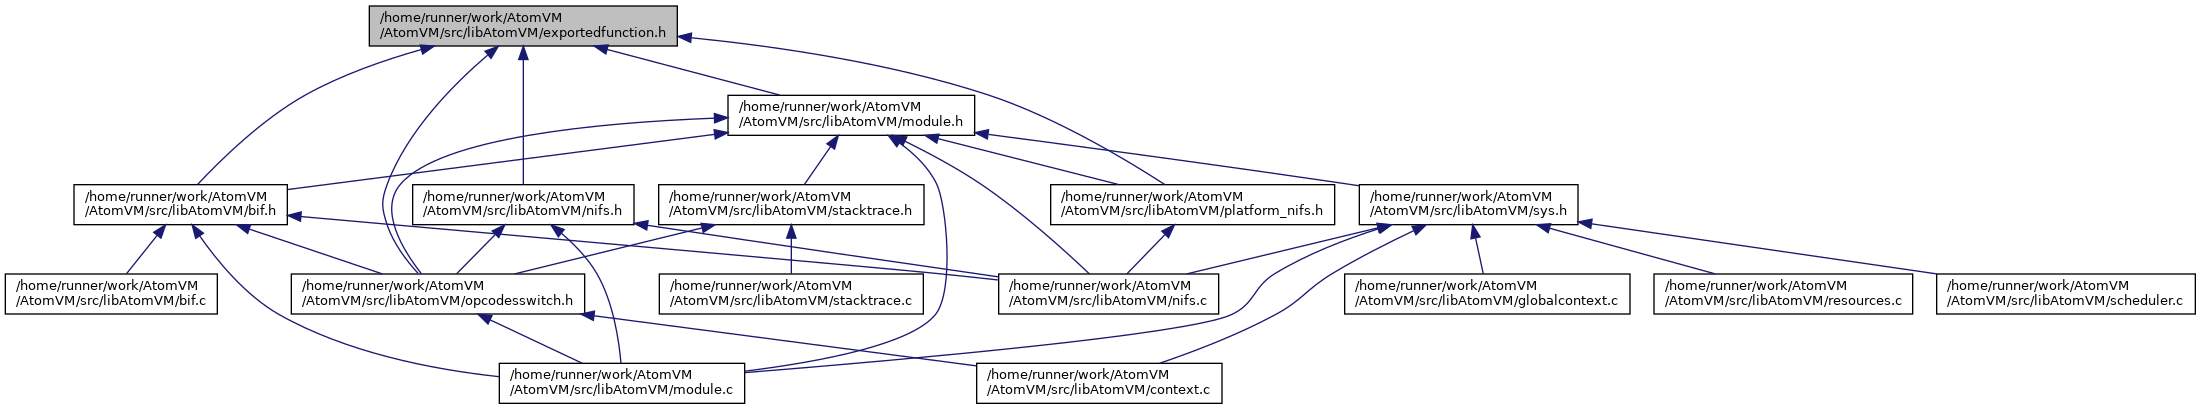 /home/runner/work/AtomVM
/AtomVM/src/libAtomVM/exportedfunction.h
/home/runner/work/AtomVM
/AtomVM/src/libAtomVM/module.h
/home/runner/work/AtomVM
/AtomVM/src/libAtomVM/bif.h
/home/runner/work/AtomVM
/AtomVM/src/libAtomVM/nifs.h
/home/runner/work/AtomVM
/AtomVM/src/libAtomVM/stacktrace.h
/home/runner/work/AtomVM
/AtomVM/src/libAtomVM/platform_nifs.h
/home/runner/work/AtomVM
/AtomVM/src/libAtomVM/sys.h
/home/runner/work/AtomVM
/AtomVM/src/libAtomVM/bif.c
/home/runner/work/AtomVM
/AtomVM/src/libAtomVM/opcodesswitch.h
/home/runner/work/AtomVM
/AtomVM/src/libAtomVM/stacktrace.c
/home/runner/work/AtomVM
/AtomVM/src/libAtomVM/nifs.c
/home/runner/work/AtomVM
/AtomVM/src/libAtomVM/globalcontext.c
/home/runner/work/AtomVM
/AtomVM/src/libAtomVM/resources.c
/home/runner/work/AtomVM
/AtomVM/src/libAtomVM/scheduler.c
/home/runner/work/AtomVM
/AtomVM/src/libAtomVM/module.c
/home/runner/work/AtomVM
/AtomVM/src/libAtomVM/context.c